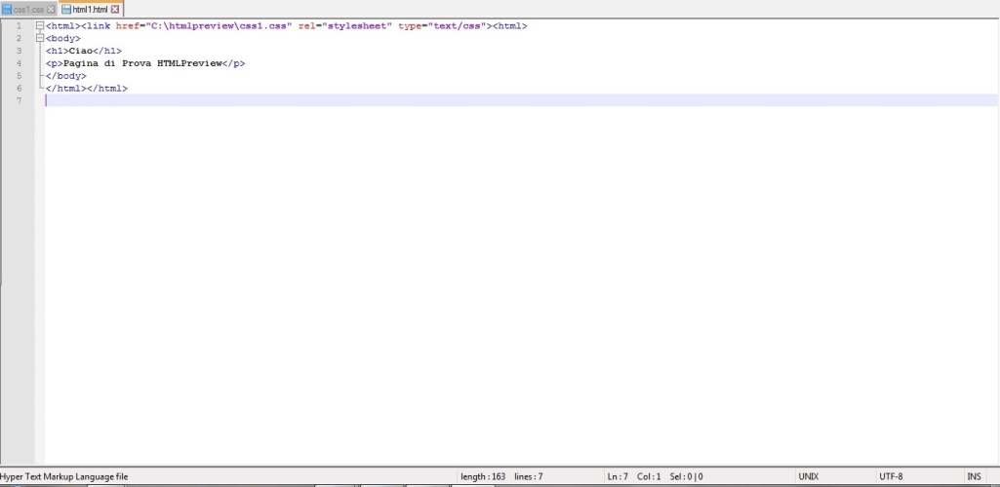 css1.css html1.html
1 <html><link href="C:\htmlpreview\css1.css" rel="stylesheet" type="text/css"><html>
2 <body>
3 <h1>Ciao</h1>
4 <p>Pagina di Prova HTMLPreview</p>
5 </body>
6 </html></html>
7
Hyper Text Markup Language file length : 163 lines : 7 Ln : 7 Col : 1 Sel : 0 | 0 UNIX UTF-8 INS